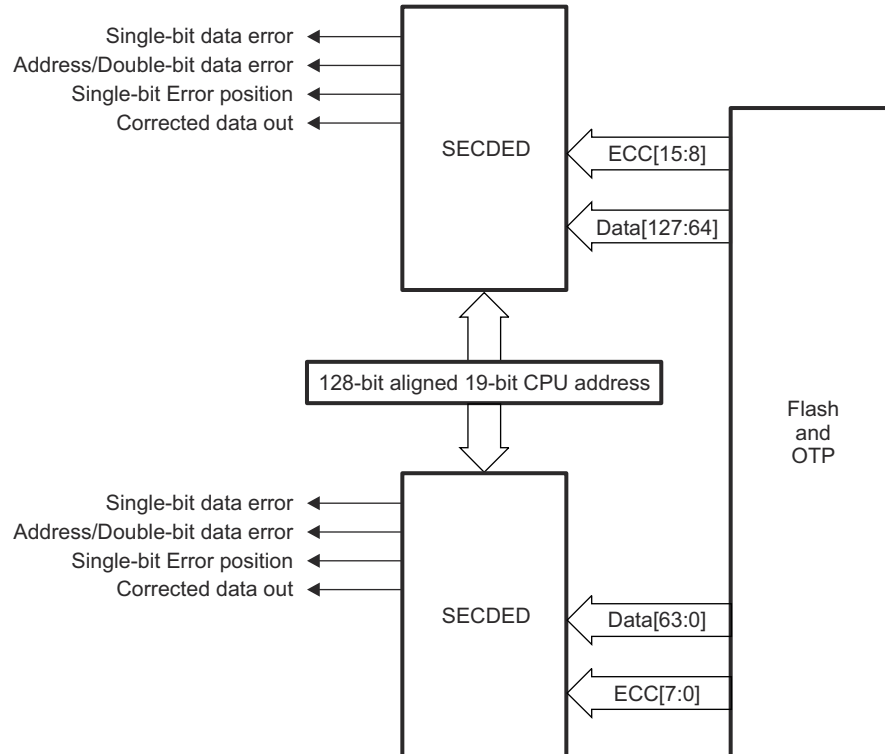 Single-bit data error
Address/Double-bit data error
Single-bit Error position
Corrected data out
SECDED
ECC[15:8]
Data[127:64]
128-bit aligned 19-bit CPU address
Flash
and
OTP
Single-bit data error
Address/Double-bit data error
Single-bit Error position
Corrected data out
SECDED
Data[63:0]
ECC[7:0]